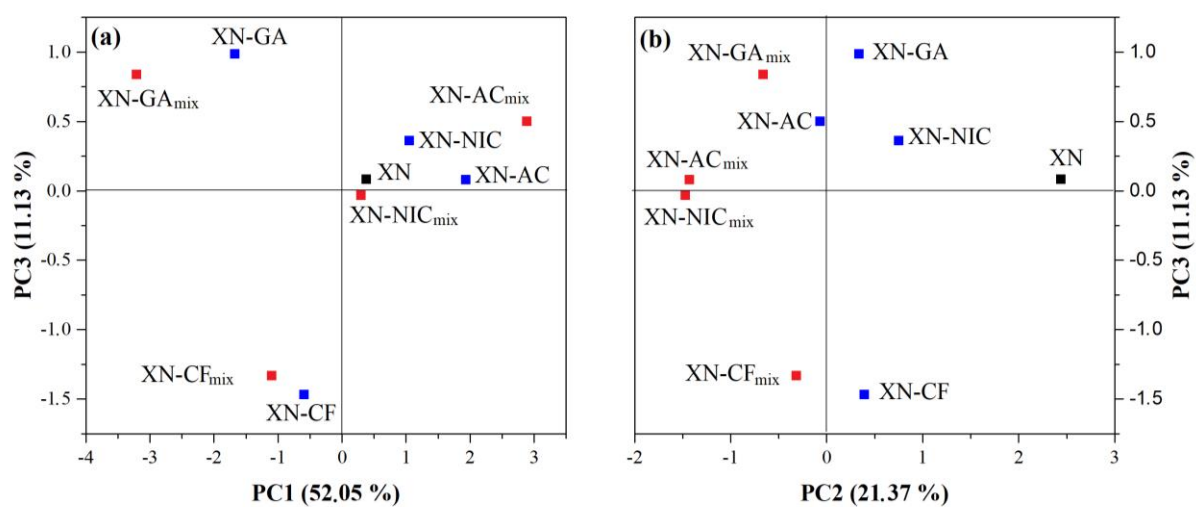 (a)
XN-GA
XN-GAmix
XN-ACmix
XN-NIC
XN
XN-AC
XN-NICmix
XN-CFmix
XN-CF
1.0
0.5
0.0
-0.5
-1.0
-1.5
PC3 (11.13 %)
-4 -3 -2 -1 0 1 2 3
PC1 (52.05 %)
(b)
XN-GAmix
XN-GA
XN-AC
XN-NIC
XN-ACmix
XN
XN-NICmix
XN-CFmix
XN-CF
-2 -1 0 1 2 3
PC2 (21.37 %)
1.0
0.5
0.0
-0.5
-1.0
-1.5
PC3 (11.13 %)